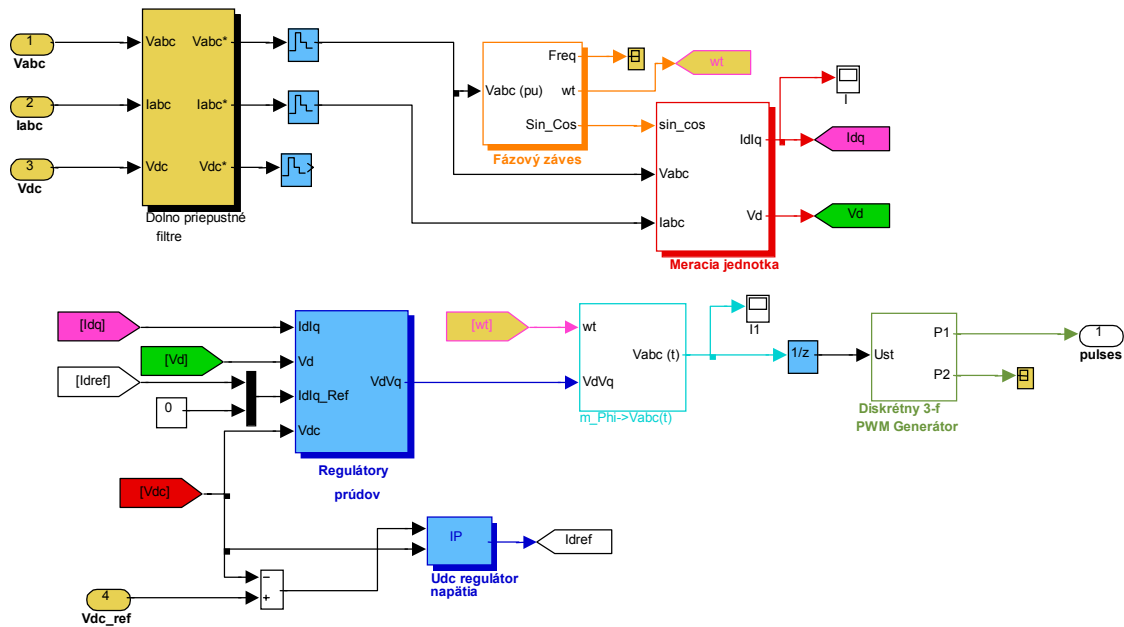 1
Vabc
2
Iabc
3
Vdc
Vabc
Vabc*
Iabc
Iabc*
Vdc
Vdc*
Dolno priepustné
filtre
Freq
Vabc (pu)
wt
Sin_Cos
Fázový záves
wt
I
sin_cos
IdIq
Vabc
Iabc
Vd
Meracia jednotka
Idq
Vd
[Idq]
[Vd]
[Idref]
0
[Vdc]
IdIq
Vd
VdVq
IdIq_Ref
Vdc
Regulátory
prúdov
[wt]
wt
Vabc (t)
VdVq
m_Phi->Vabc(t)
I1
1/z
Ust
P1
P2
Diskrétny 3-f
PWM Generátor
1
pulses
IP
Udc regulátor
napätia
Idref
−
+
4
Vdc_ref